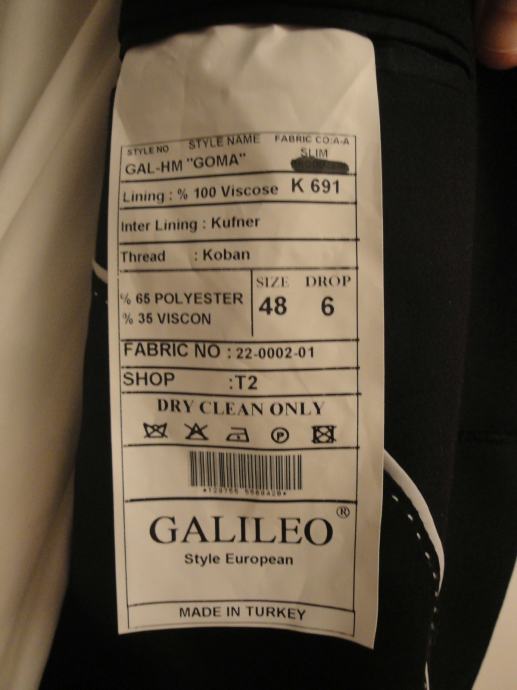 STYLE NO STYLE NAME FABRIC CO:A-A
GAL-HM "GOMA" SLIM
Lining : % 100 Viscose K 691
Inter Lining : Kufner
Thread : Koban
% 65 POLYESTER SIZE DROP
% 35 VISCON 48 6
FABRIC NO : 22-0002-01
SHOP :T2
DRY CLEAN ONLY
P
GALILEO ®
Style European
MADE IN TURKEY